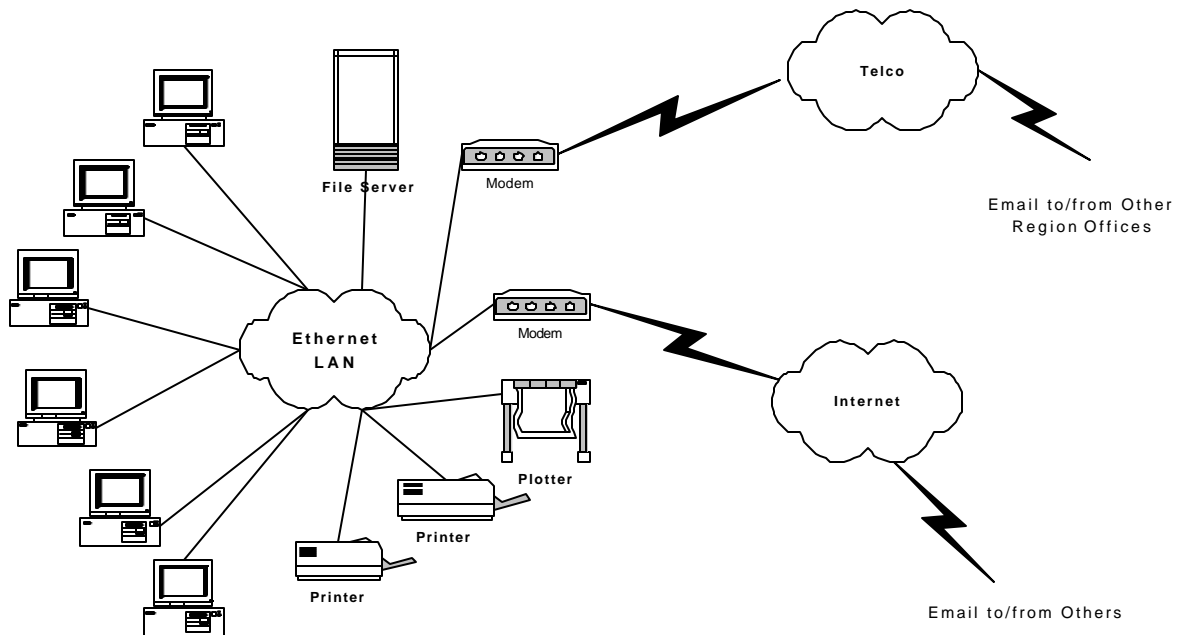 Telco
File Server
Modem
Email to/from Other
Region Offices
Ethernet
LAN
Modem
Internet
Plotter
Printer
Printer
Email to/from Others